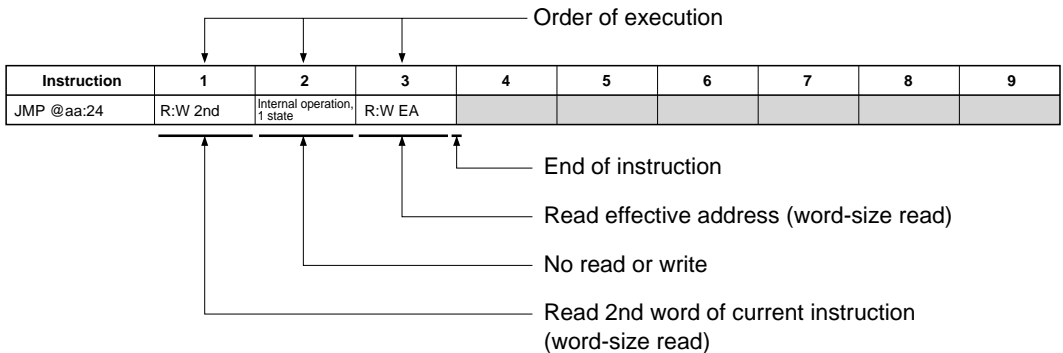 Order of execution
Instruction 1 2 3 4 5 6 7 8 9
JMP @aa:24 R:W 2nd Internal operation, R:W EA
1 state
End of instruction
Read effective address (word-size read)
No read or write
Read 2nd word of current instruction
(word-size read)